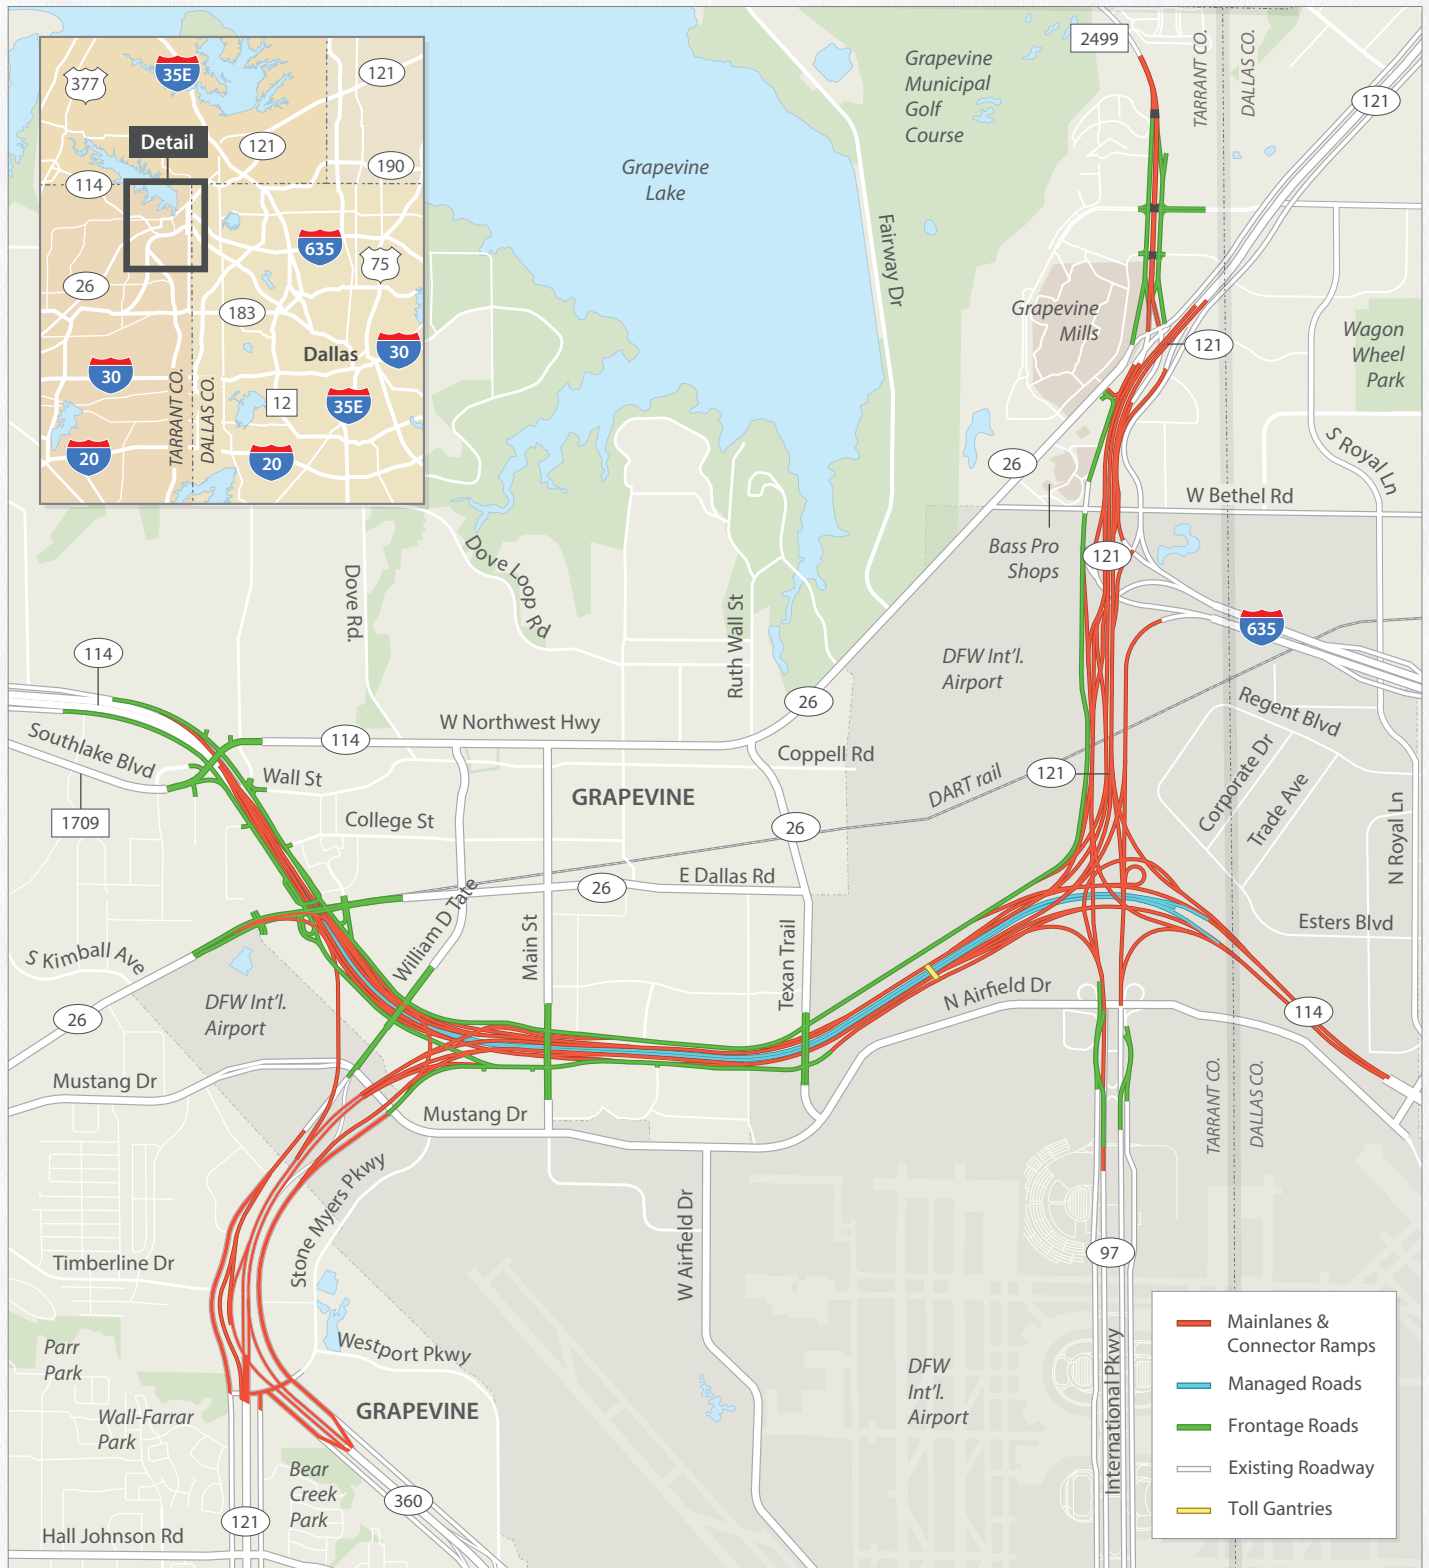 377
35E
121
Detail
121
190
114
635
75
26
183
Dallas
30
30
12
35E
TARRANT CO.
DALLAS CO.
20
20
2499
TARRANT CO.
DALLAS CO.
121
Grapevine
Municipal
Golf
Course
Grapevine
Lake
Fairway Dr
Grapevine
Mills
121
Wagon
Wheel
Park
26
S Royal Ln
W Bethel Rd
Bass Pro
Shops
121
Dove Loop Rd
Dove Rd.
Ruth Wall St
635
DFW Int'l.
Airport
114
26
Regent Blvd
W Northwest Hwy
114
Coppell Rd
Southlake Blvd
Wall St
121
DART rail
Corporate Dr
Trade Ave
N Royal Ln
GRAPEVINE
1709
College St
26
E Dallas Rd
26
William D Tate
Main St
Texan Trail
Esters Blvd
S Kimball Ave
N Airfield Dr
DFW Int'l.
Airport
26
114
Mustang Dr
Mustang Dr
TARRANT CO.
DALLAS CO.
Stone Myers Pkwy
W Airfield Dr
97
Timberline Dr
International Pkwy
Westport Pkwy
Parr
Park
DFW
Int'l.
Airport
GRAPEVINE
Wall-Farrar
Park
Bear
Creek
Park
360
121
Hall Johnson Rd
Mainlanes &
Connector Ramps
Managed Roads
Frontage Roads
Existing Roadway
Toll Gantries